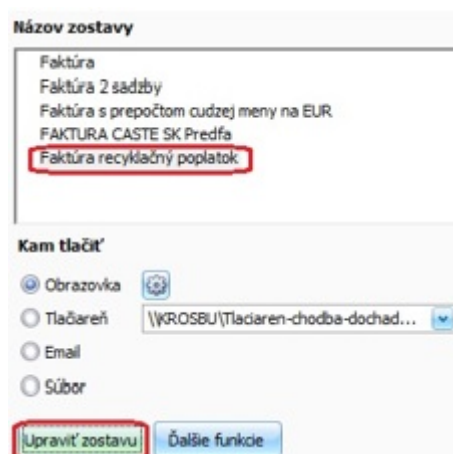 Názov zostavy
Faktúra
Faktúra 2 sadzby
Faktúra s prepočtom cudzej meny na EUR
FAKTURA CASTE SK Predfa
Faktúra recyklačný poplatok
Kam tlačiť
Obrazovka
Tlačiareň \\KROSBU\Tlaciaren-chodba-dochad...
Email
Súbor
Upraviť zostavu Ďalšie funkcie